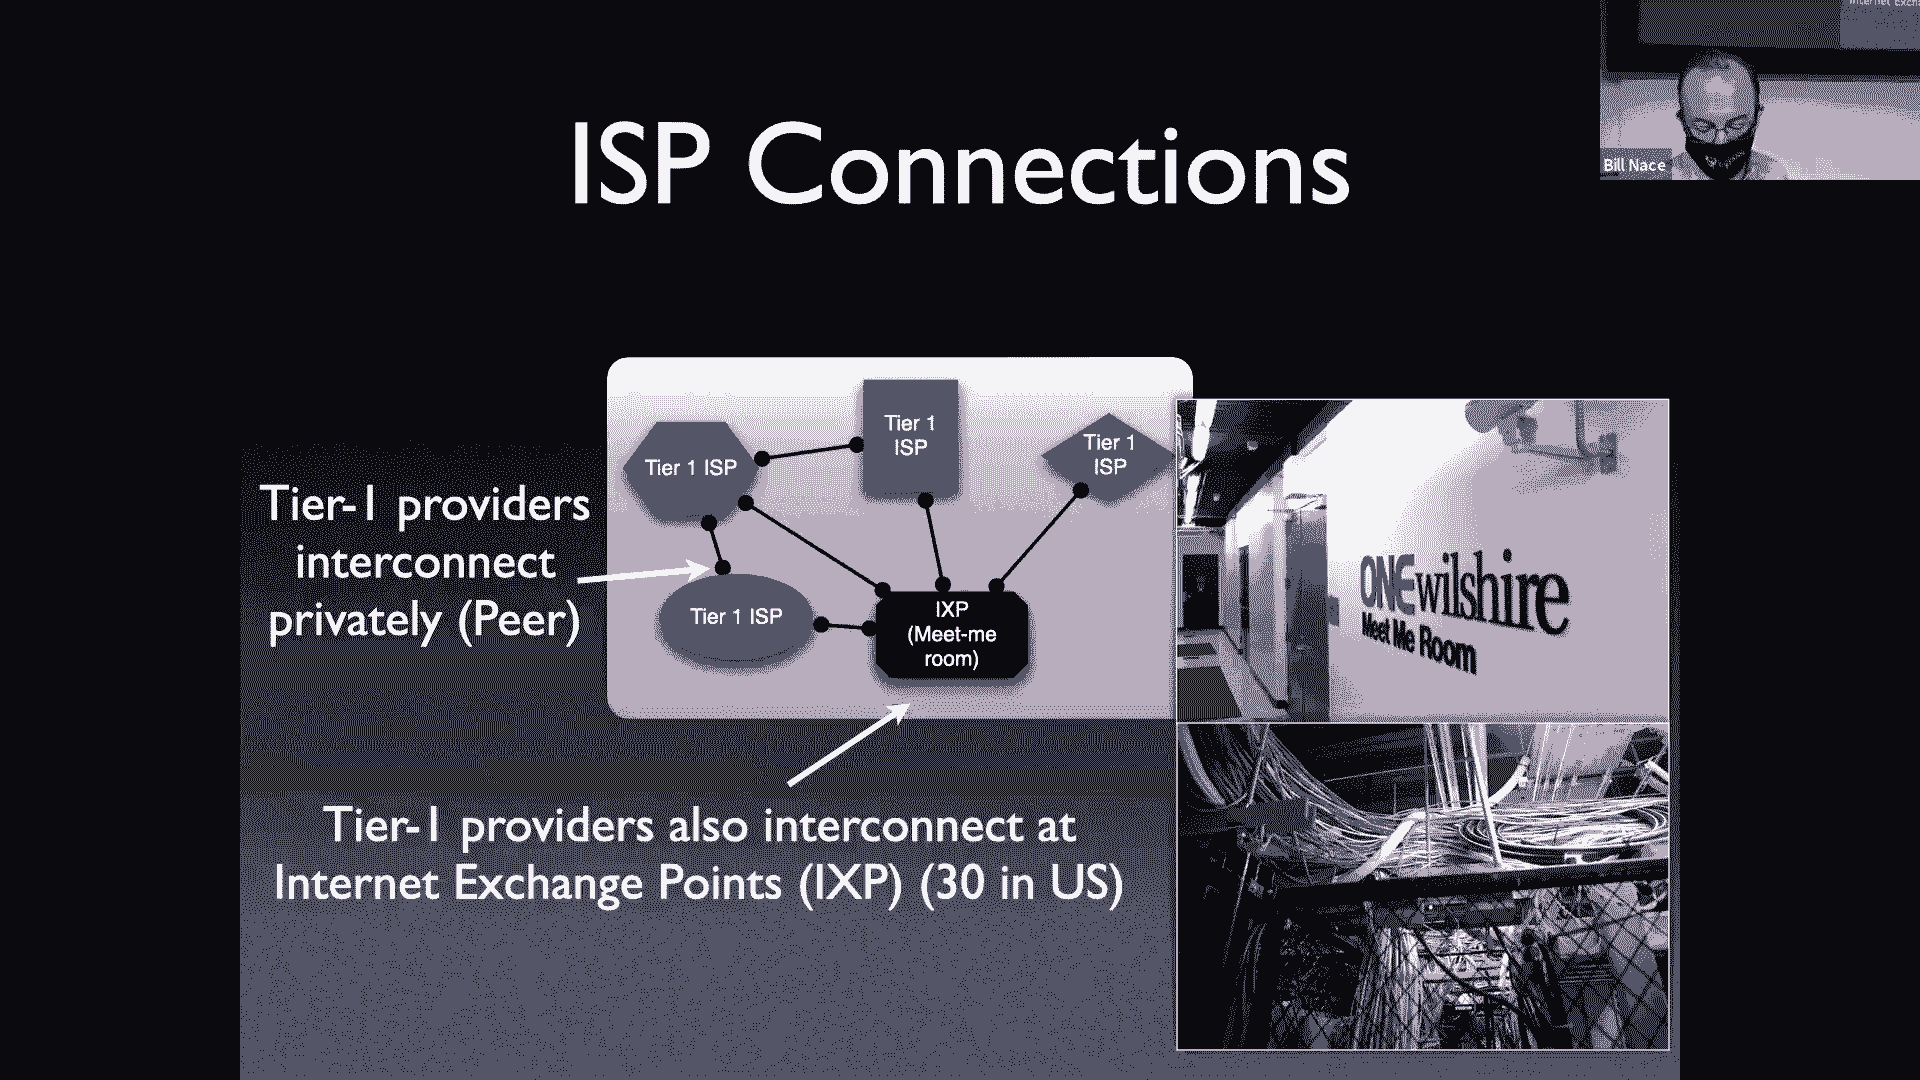 Internet Excha
Bill Nace
ISP Connections
Tier 1 ISP
Tier 1
ISP
Tier 1
ISP
Tier 1 ISP
IXP
(Meet-me
room)
Tier-1 providers
interconnect
privately (Peer)
ONE wilshire
Meet Me Room
Tier-1 providers also interconnect at
Internet Exchange Points (IXP) (30 in US)